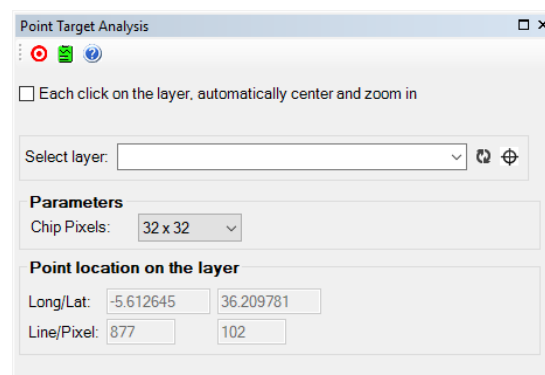 Point Target Analysis
Each click on the layer, automatically center and zoom in
Select layer:
Parameters
Chip Pixels: 32 x 32
Point location on the layer
Long/Lat: -5.612645 36.209781
Line/Pixel: 877 102